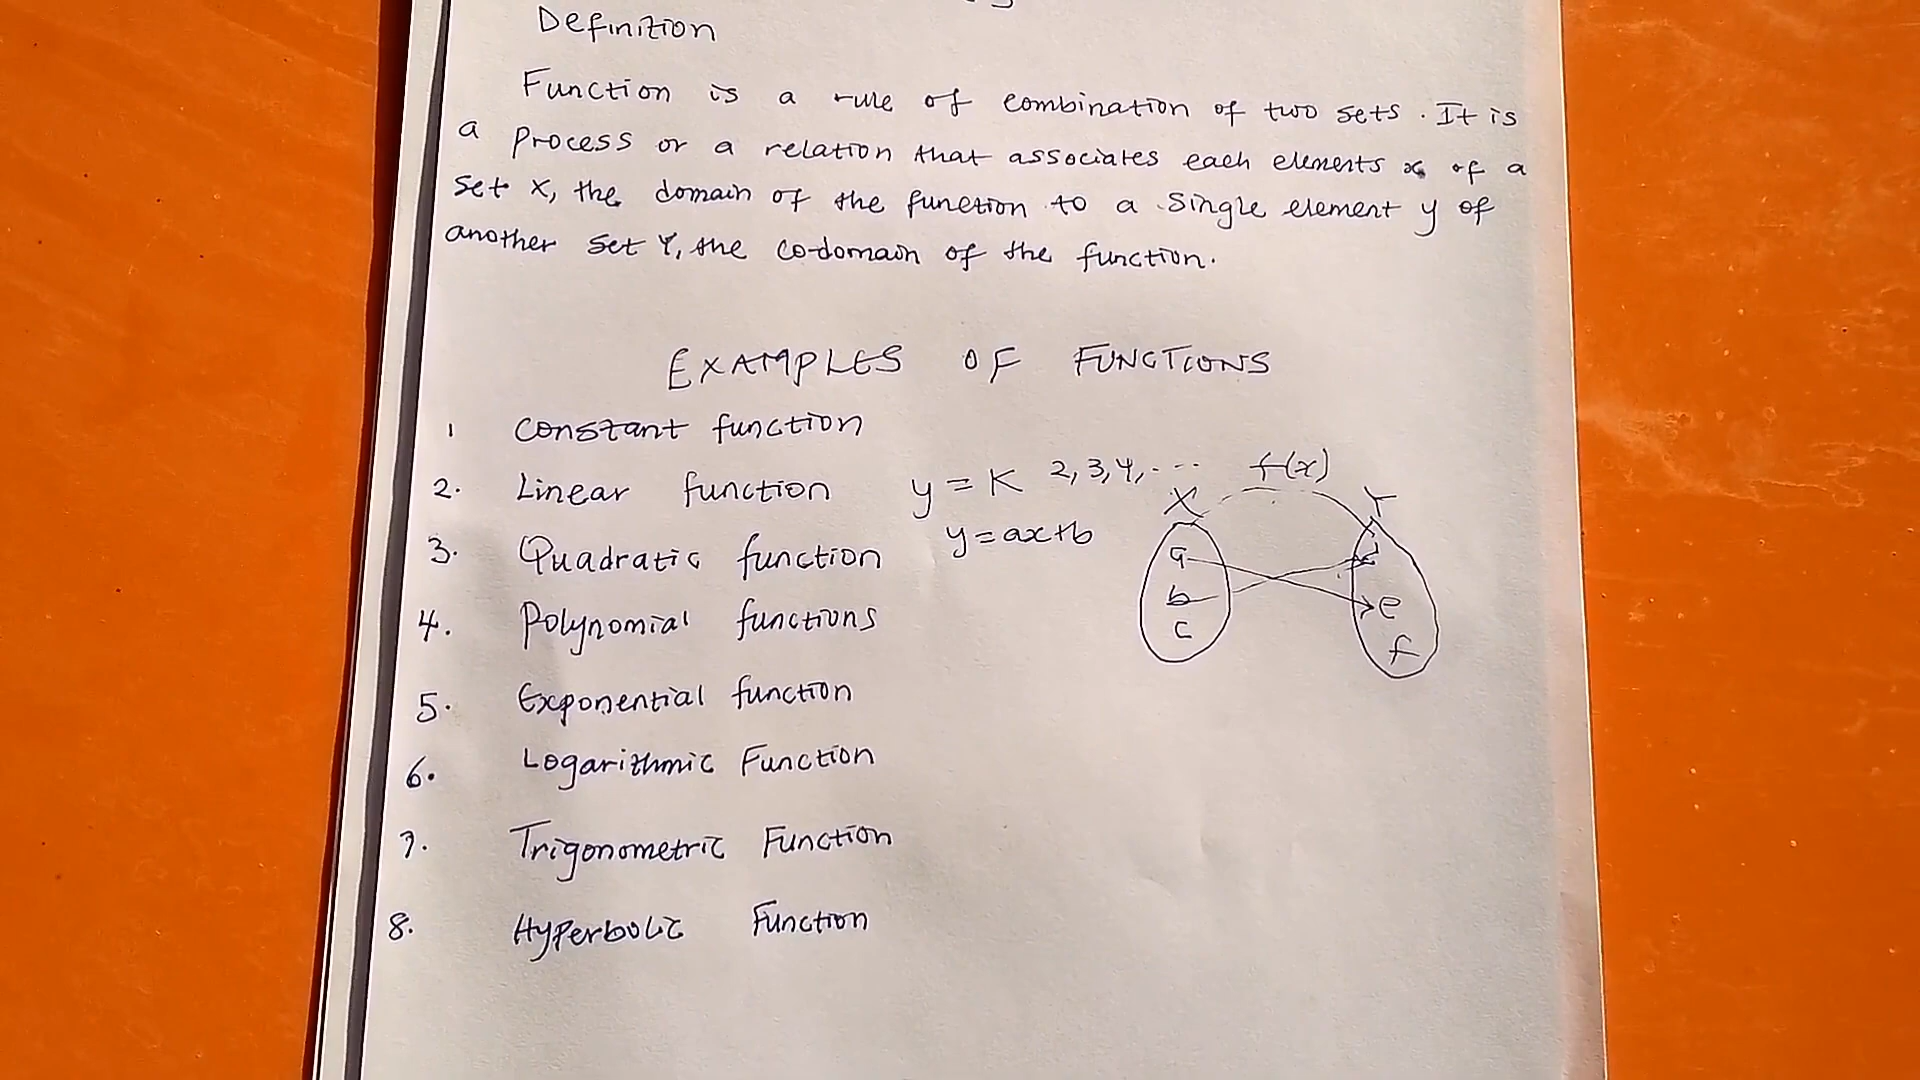 Definition
Function is a rule of combination of two sets. It is
a process or a relation that associates each elements x of a
set X, the domain of the function to a single element y of
another set Y, the co-domain of the function.
EXAMPLES OF FUNCTIONS
1 Constant function
2. Linear function y = K 2, 3, 4, ... f(x)
X Y
3. Quadratic function y = ax+b
a
b e
c f
4. Polynomial functions
5. Exponential function
6. Logarithmic Function
7. Trigonometric Function
8. Hyperbolic Function